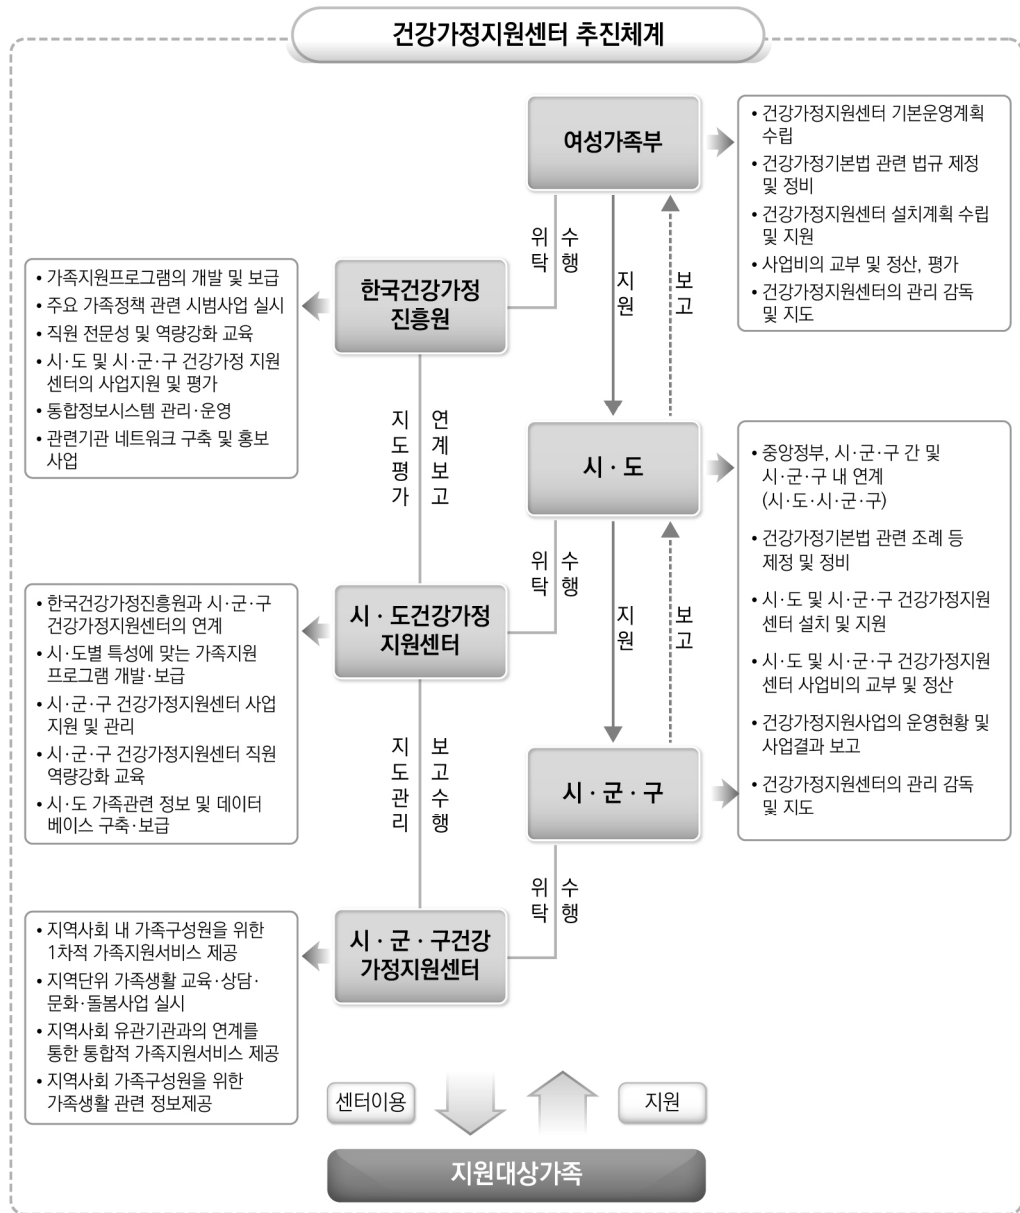 건강가정지원센터 추진체계
여성가족부
• 건강가정지원센터 기본운영계획
수립
• 건강가정기본법 관련 법규 제정
및 정비
• 건강가정지원센터 설치계획 수립
및 지원
• 사업비의 교부 및 정산, 평가
• 건강가정지원센터의 관리 감독
및 지도
위탁
수행
지원
보고
한국건강가정
진흥원
• 가족지원프로그램의 개발 및 보급
• 주요 가족정책 관련 시범사업 실시
• 직원 전문성 및 역량강화 교육
• 시·도 및 시·군·구 건강가정 지원
센터의 사업지원 및 평가
• 통합정보시스템 관리·운영
• 관련기관 네트워크 구축 및 홍보
사업
지도평가
연계보고
시 · 도
• 중앙정부, 시·군·구 간 및
시·군·구 내 연계
(시·도·시·군·구)
• 건강가정기본법 관련 조례 등
제정 및 정비
• 시·도 및 시·군·구 건강가정지원
센터 설치 및 지원
• 시·도 및 시·군·구 건강가정지원
센터 사업비의 교부 및 정산
• 건강가정지원사업의 운영현황 및
사업결과 보고
• 건강가정지원센터의 관리 감독
및 지도
위탁
수행
지원
보고
시 · 도건강가정
지원센터
• 한국건강가정진흥원과 시·군·구
건강가정지원센터의 연계
• 시·도별 특성에 맞는 가족지원
프로그램 개발·보급
• 시·군·구 건강가정지원센터 사업
지원 및 관리
• 시·군·구 건강가정지원센터 직원
역량강화 교육
• 시·도 가족관련 정보 및 데이터
베이스 구축·보급
지도관리
보고수행
시 · 군 · 구
위탁
수행
시 · 군 · 구건강
가정지원센터
• 지역사회 내 가족구성원을 위한
1차적 가족지원서비스 제공
• 지역단위 가족생활 교육·상담·
문화·돌봄사업 실시
• 지역사회 유관기관과의 연계를
통한 통합적 가족지원서비스 제공
• 지역사회 가족구성원을 위한
가족생활 관련 정보제공
센터이용
지원
지원대상가족